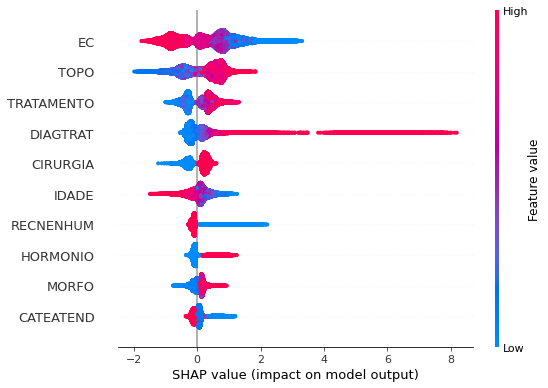 High
EC
TOPO
TRATAMENTO
DIAGTRAT
CIRURGIA
IDADE
RECNENHUM
HORMONIO
MORFO
CATEATEND
Feature value
Low
−2 0 2 4 6 8
SHAP value (impact on model output)